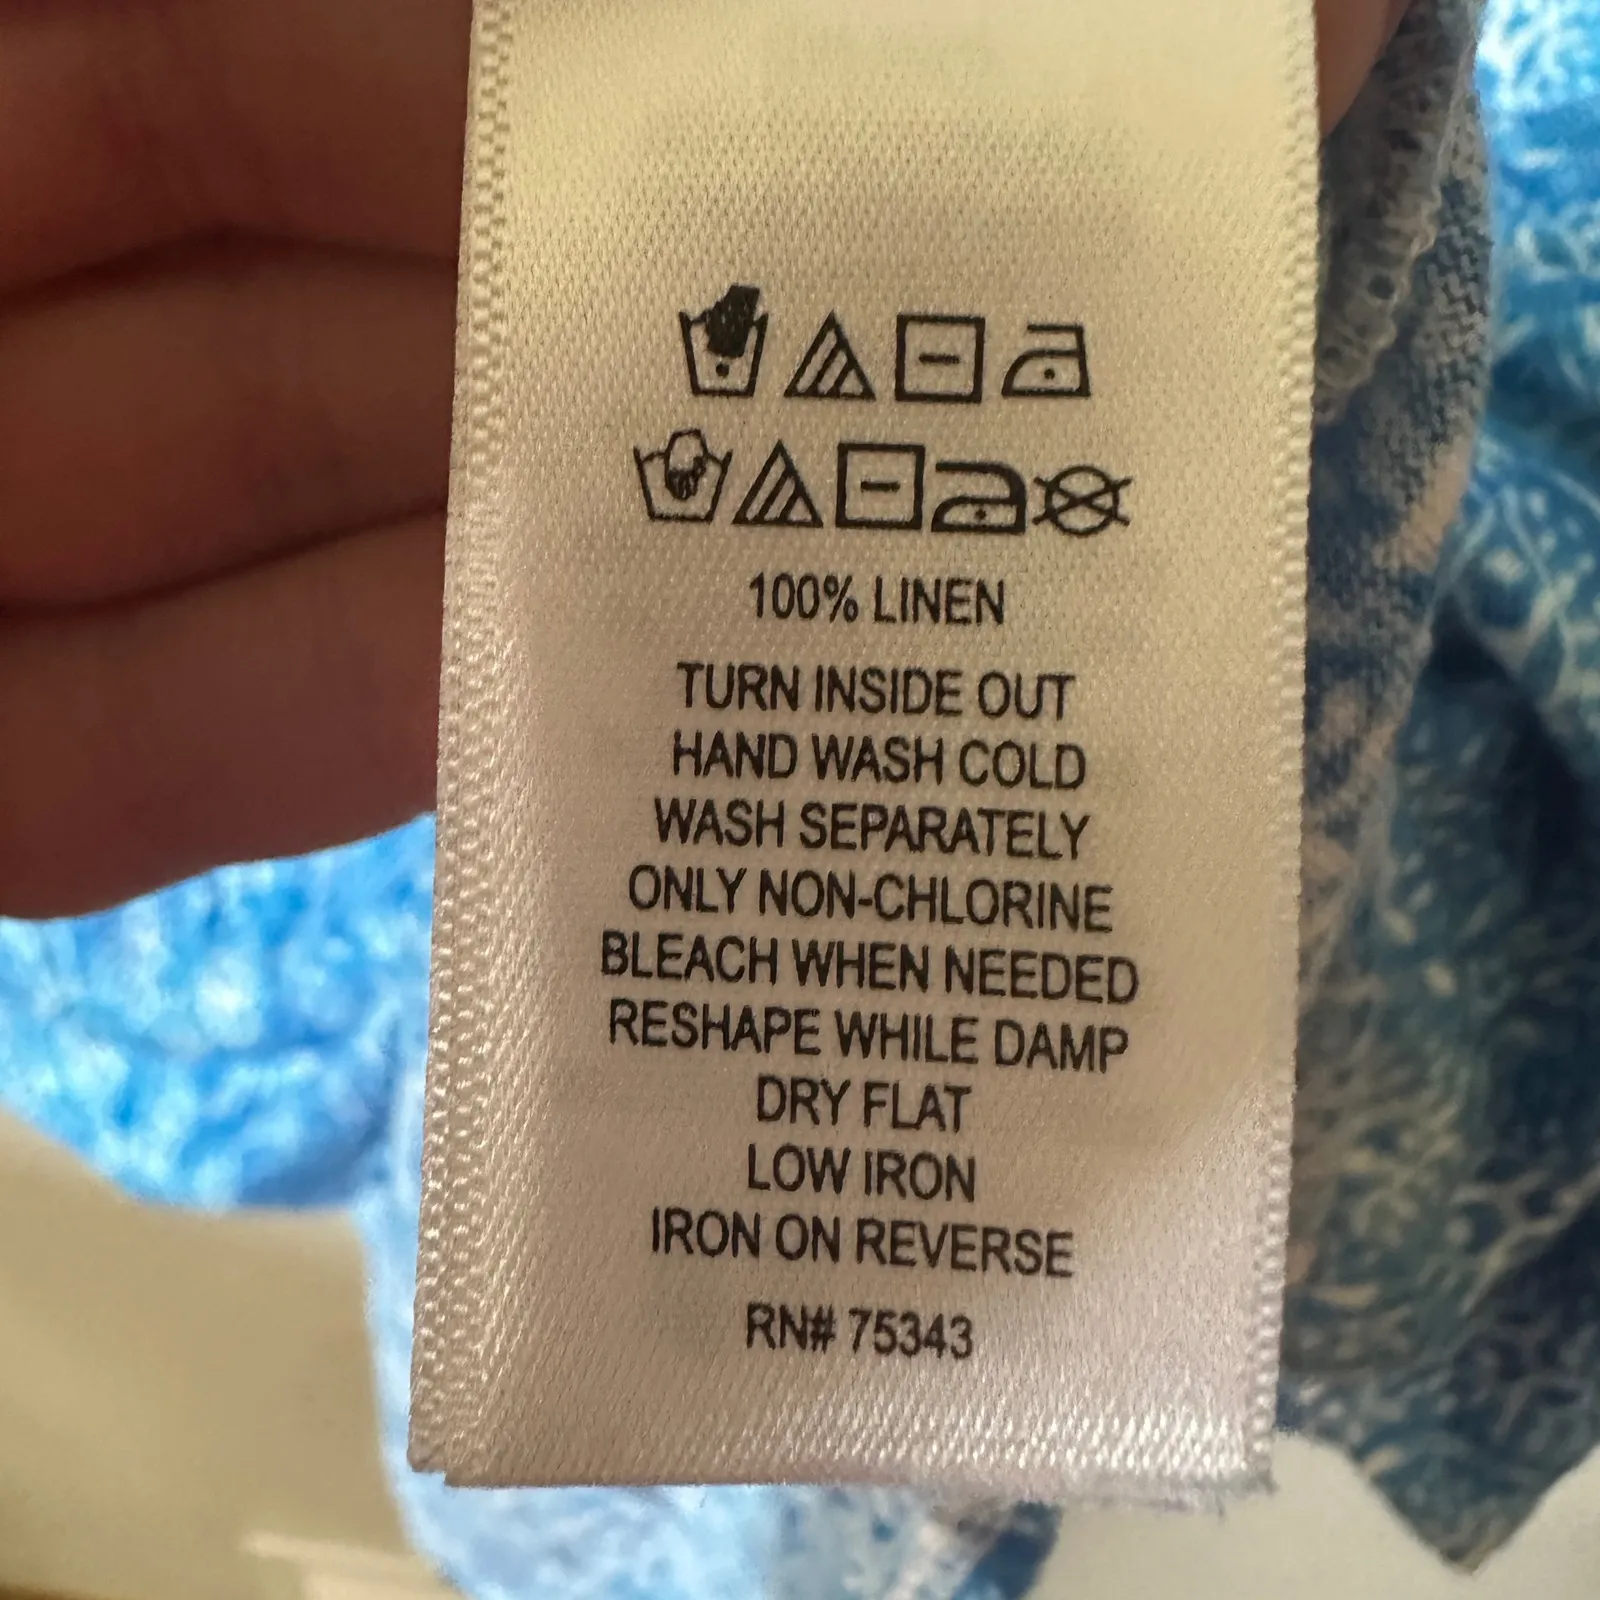 100% LINEN
TURN INSIDE OUT
HAND WASH COLD
WASH SEPARATELY
ONLY NON-CHLORINE
BLEACH WHEN NEEDED
RESHAPE WHILE DAMP
DRY FLAT
LOW IRON
IRON ON REVERSE
RN# 75343